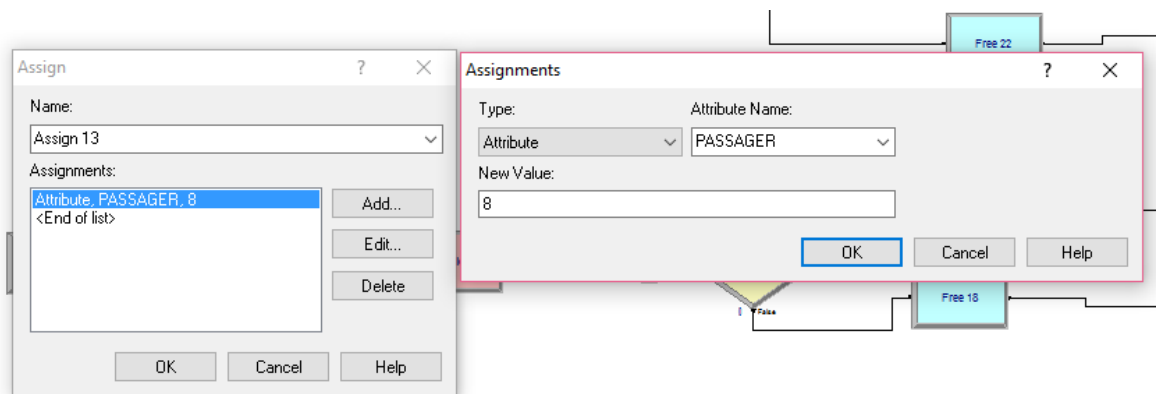 Free 22
Assign
?
Name:
Assign 13
Assignments:
Attribute, PASSAGER, 8
<End of list>
Add...
Edit...
Delete
OK
Cancel
Help
Assignments
?
Type:
Attribute Name:
Attribute
PASSAGER
New Value:
8
OK
Cancel
Help
0
False
Free 18